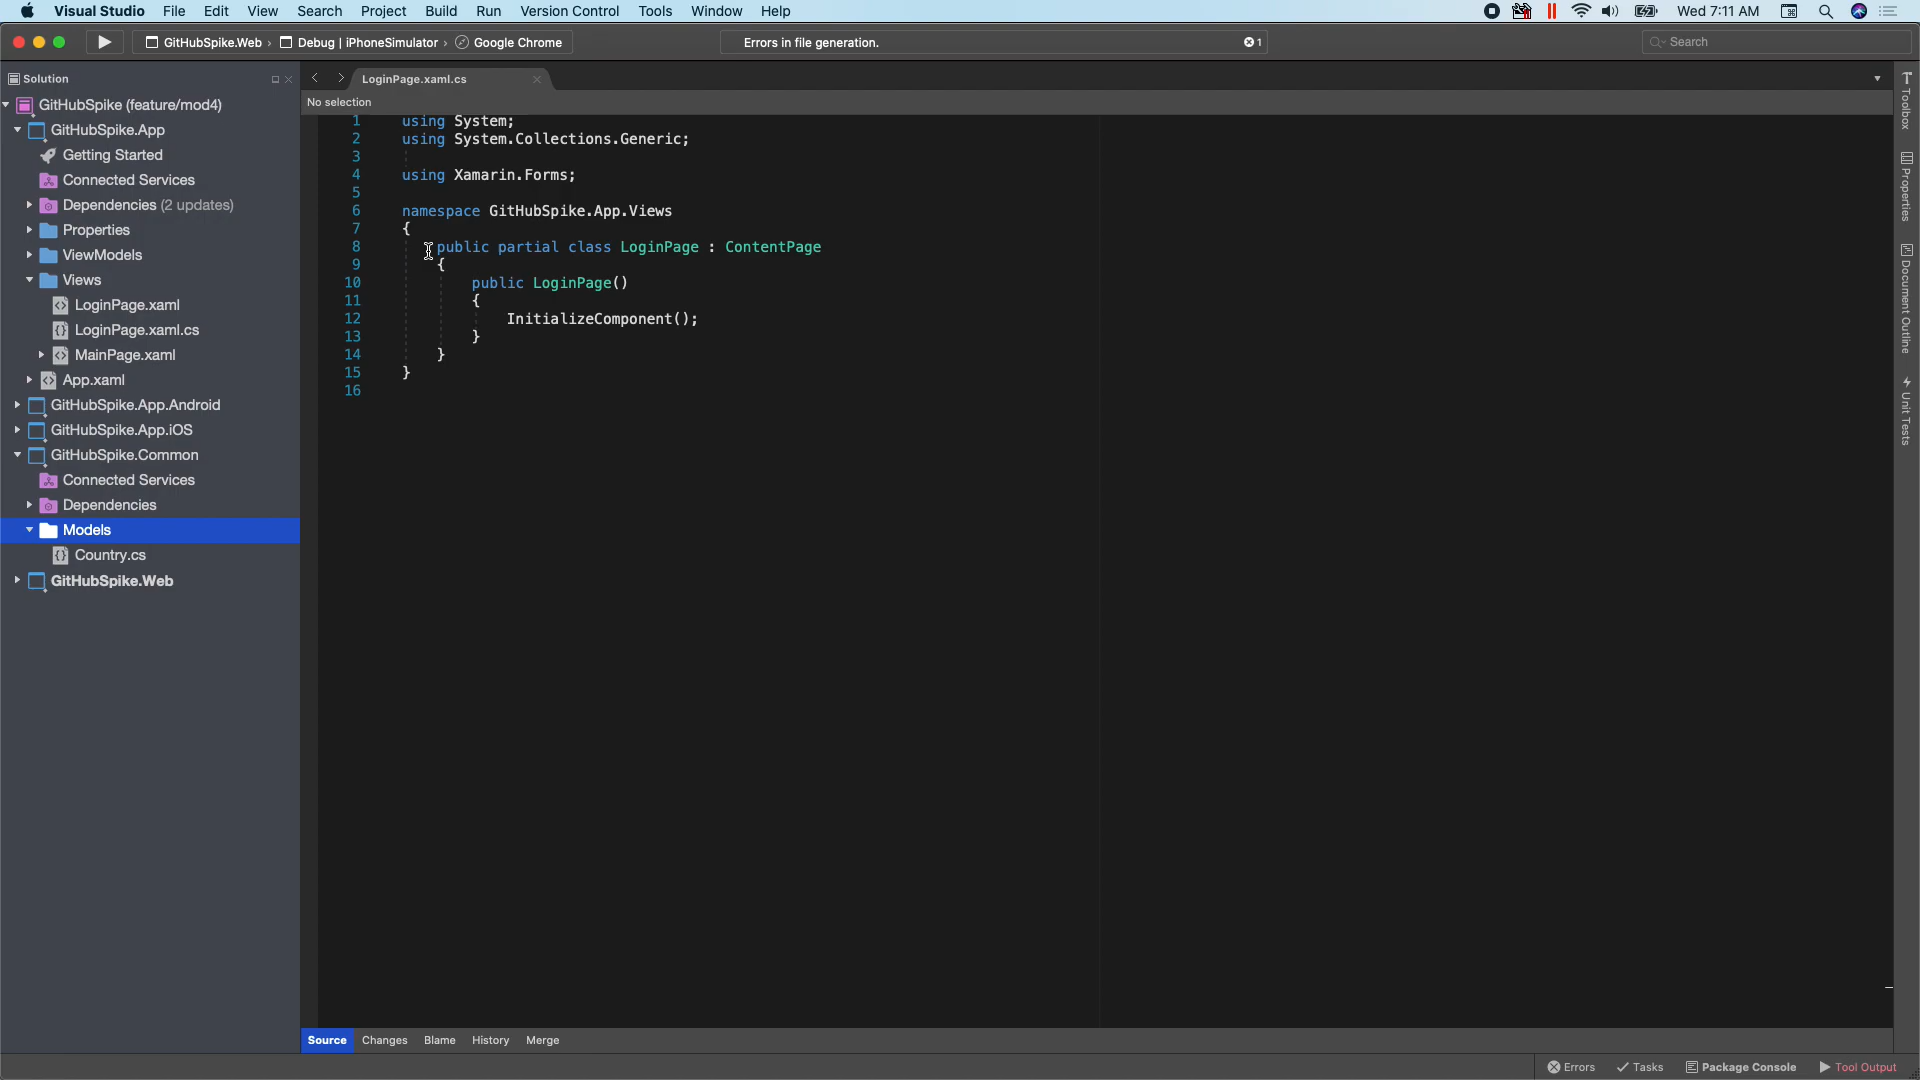 Visual Studio File Edit View Search Project Build Run Version Control Tools Window Help Wed 7:11 AM
GitHubSpike.Web › Debug | iPhoneSimulator › Google Chrome Errors in file generation. 1 Search
Solution
GitHubSpike (feature/mod4)
GitHubSpike.App
Getting Started
Connected Services
Dependencies (2 updates)
Properties
ViewModels
Views
LoginPage.xaml
LoginPage.xaml.cs
MainPage.xaml
App.xaml
GitHubSpike.App.Android
GitHubSpike.App.iOS
GitHubSpike.Common
Connected Services
Dependencies
Models
Country.cs
GitHubSpike.Web
LoginPage.xaml.cs
No selection
1 using System;
2 using System.Collections.Generic;
3
4 using Xamarin.Forms;
5
6 namespace GitHubSpike.App.Views
7 {
8 public partial class LoginPage : ContentPage
9 {
10 public LoginPage()
11 {
12 InitializeComponent();
13 }
14 }
15 }
16
Toolbox
Properties
Document Outline
Unit Tests
Source Changes Blame History Merge
Errors Tasks Package Console Tool Output